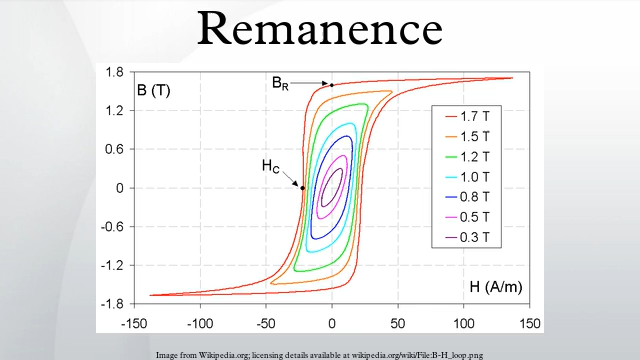 Remanence
1.8
B (T)
B_R
1.2
0.6
H_C
0
-0.6
-1.2
-1.8
H (A/m)
-150 -100 -50 0 50 100 150
1.7 T
1.5 T
1.2 T
1.0 T
0.8 T
0.5 T
0.3 T
Image from Wikipedia.org; licensing details available at wikipedia.org/wiki/File:B-H_loop.png